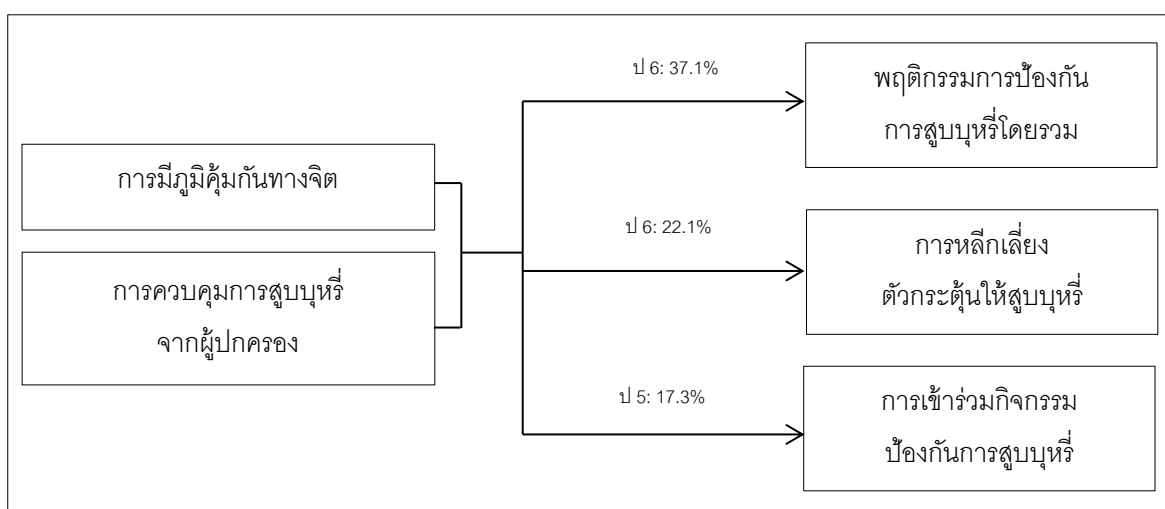 การมีภูมิคุ้มกันทางจิต
การควบคุมการสูบบุหรี่
จากผู้ปกครอง
ป 6: 37.1%
พฤติกรรมการป้องกัน
การสูบบุหรี่โดยรวม
ป 6: 22.1%
การหลีกเลี่ยง
ตัวกระตุ้นให้สูบบุหรี่
ป 5: 17.3%
การเข้าร่วมกิจกรรม
ป้องกันการสูบบุหรี่